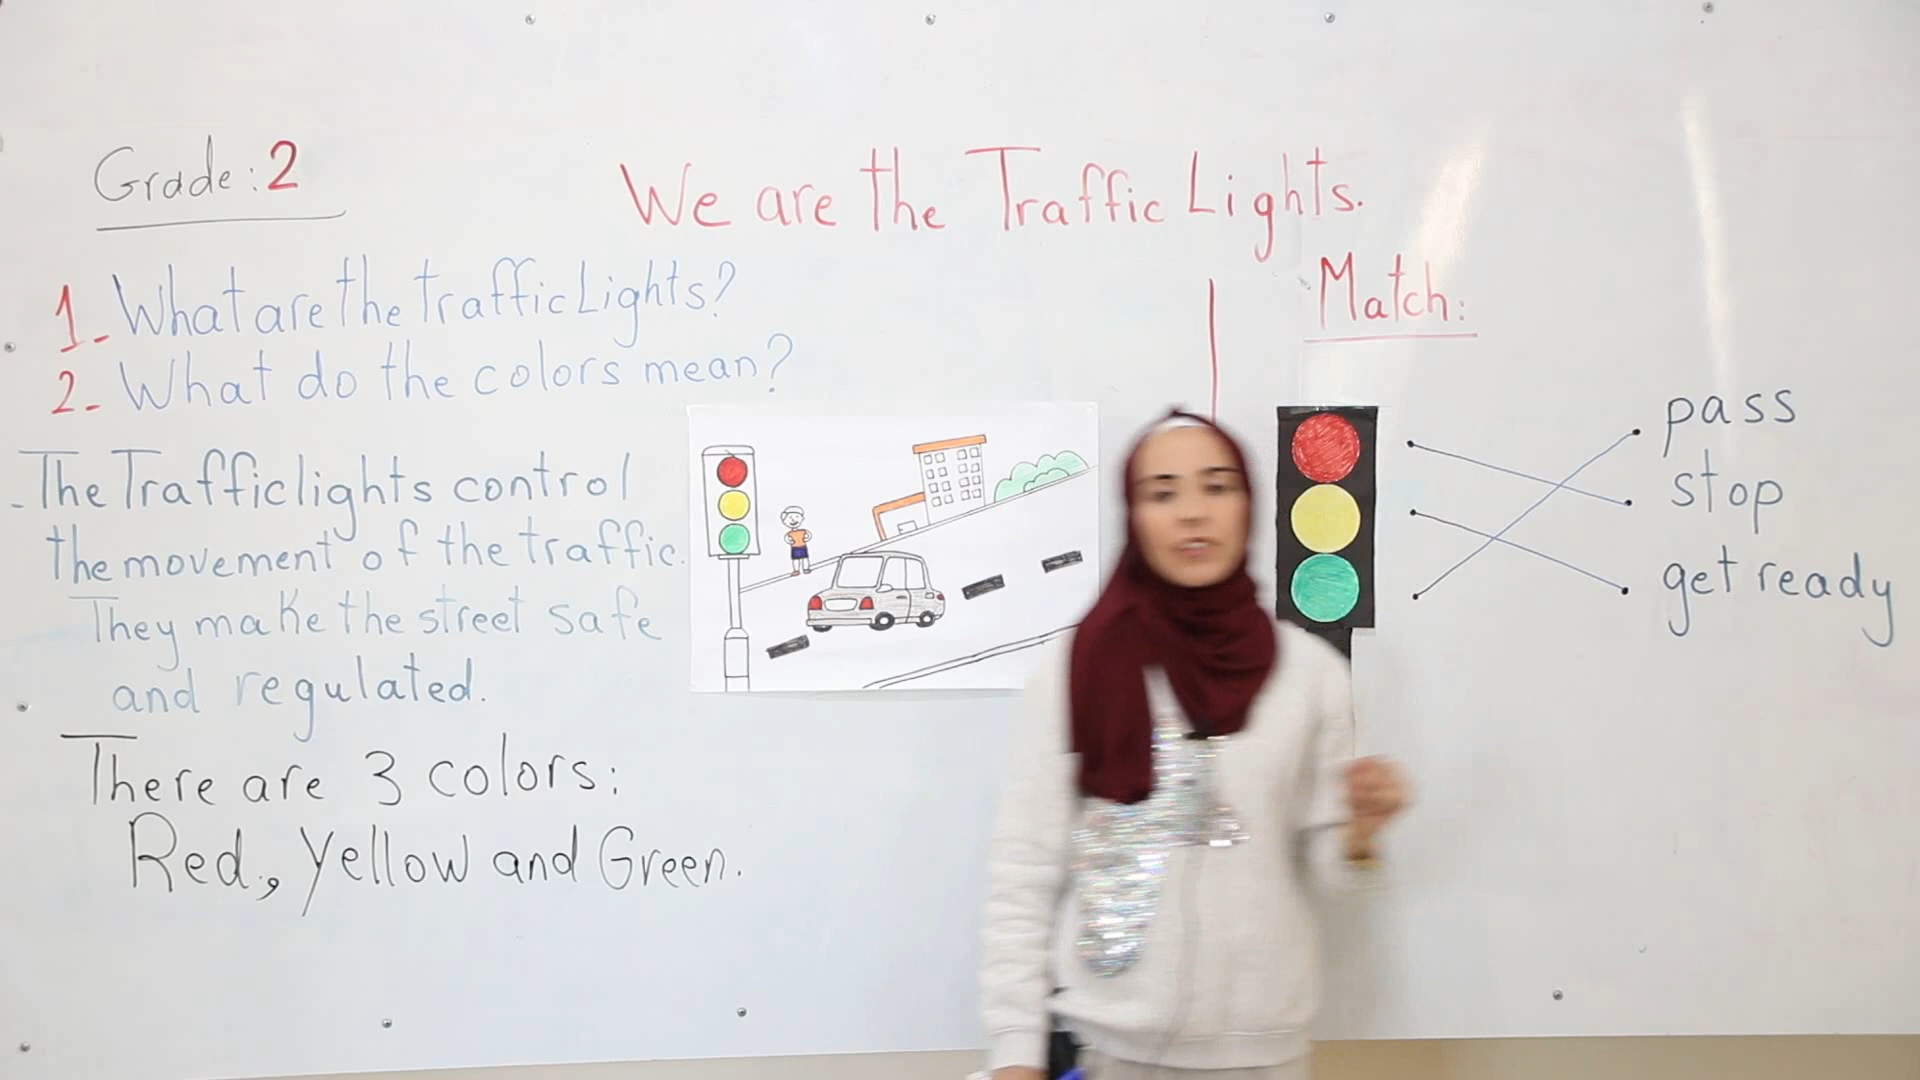 Grade: 2
We are the Traffic Lights.
1- What are the Traffic Lights?
2- What do the colors mean?
- The Traffic lights control
the movement of the traffic.
They make the street safe
and regulated.
There are 3 colors:
Red, Yellow and Green.
Match:
pass
stop
get ready